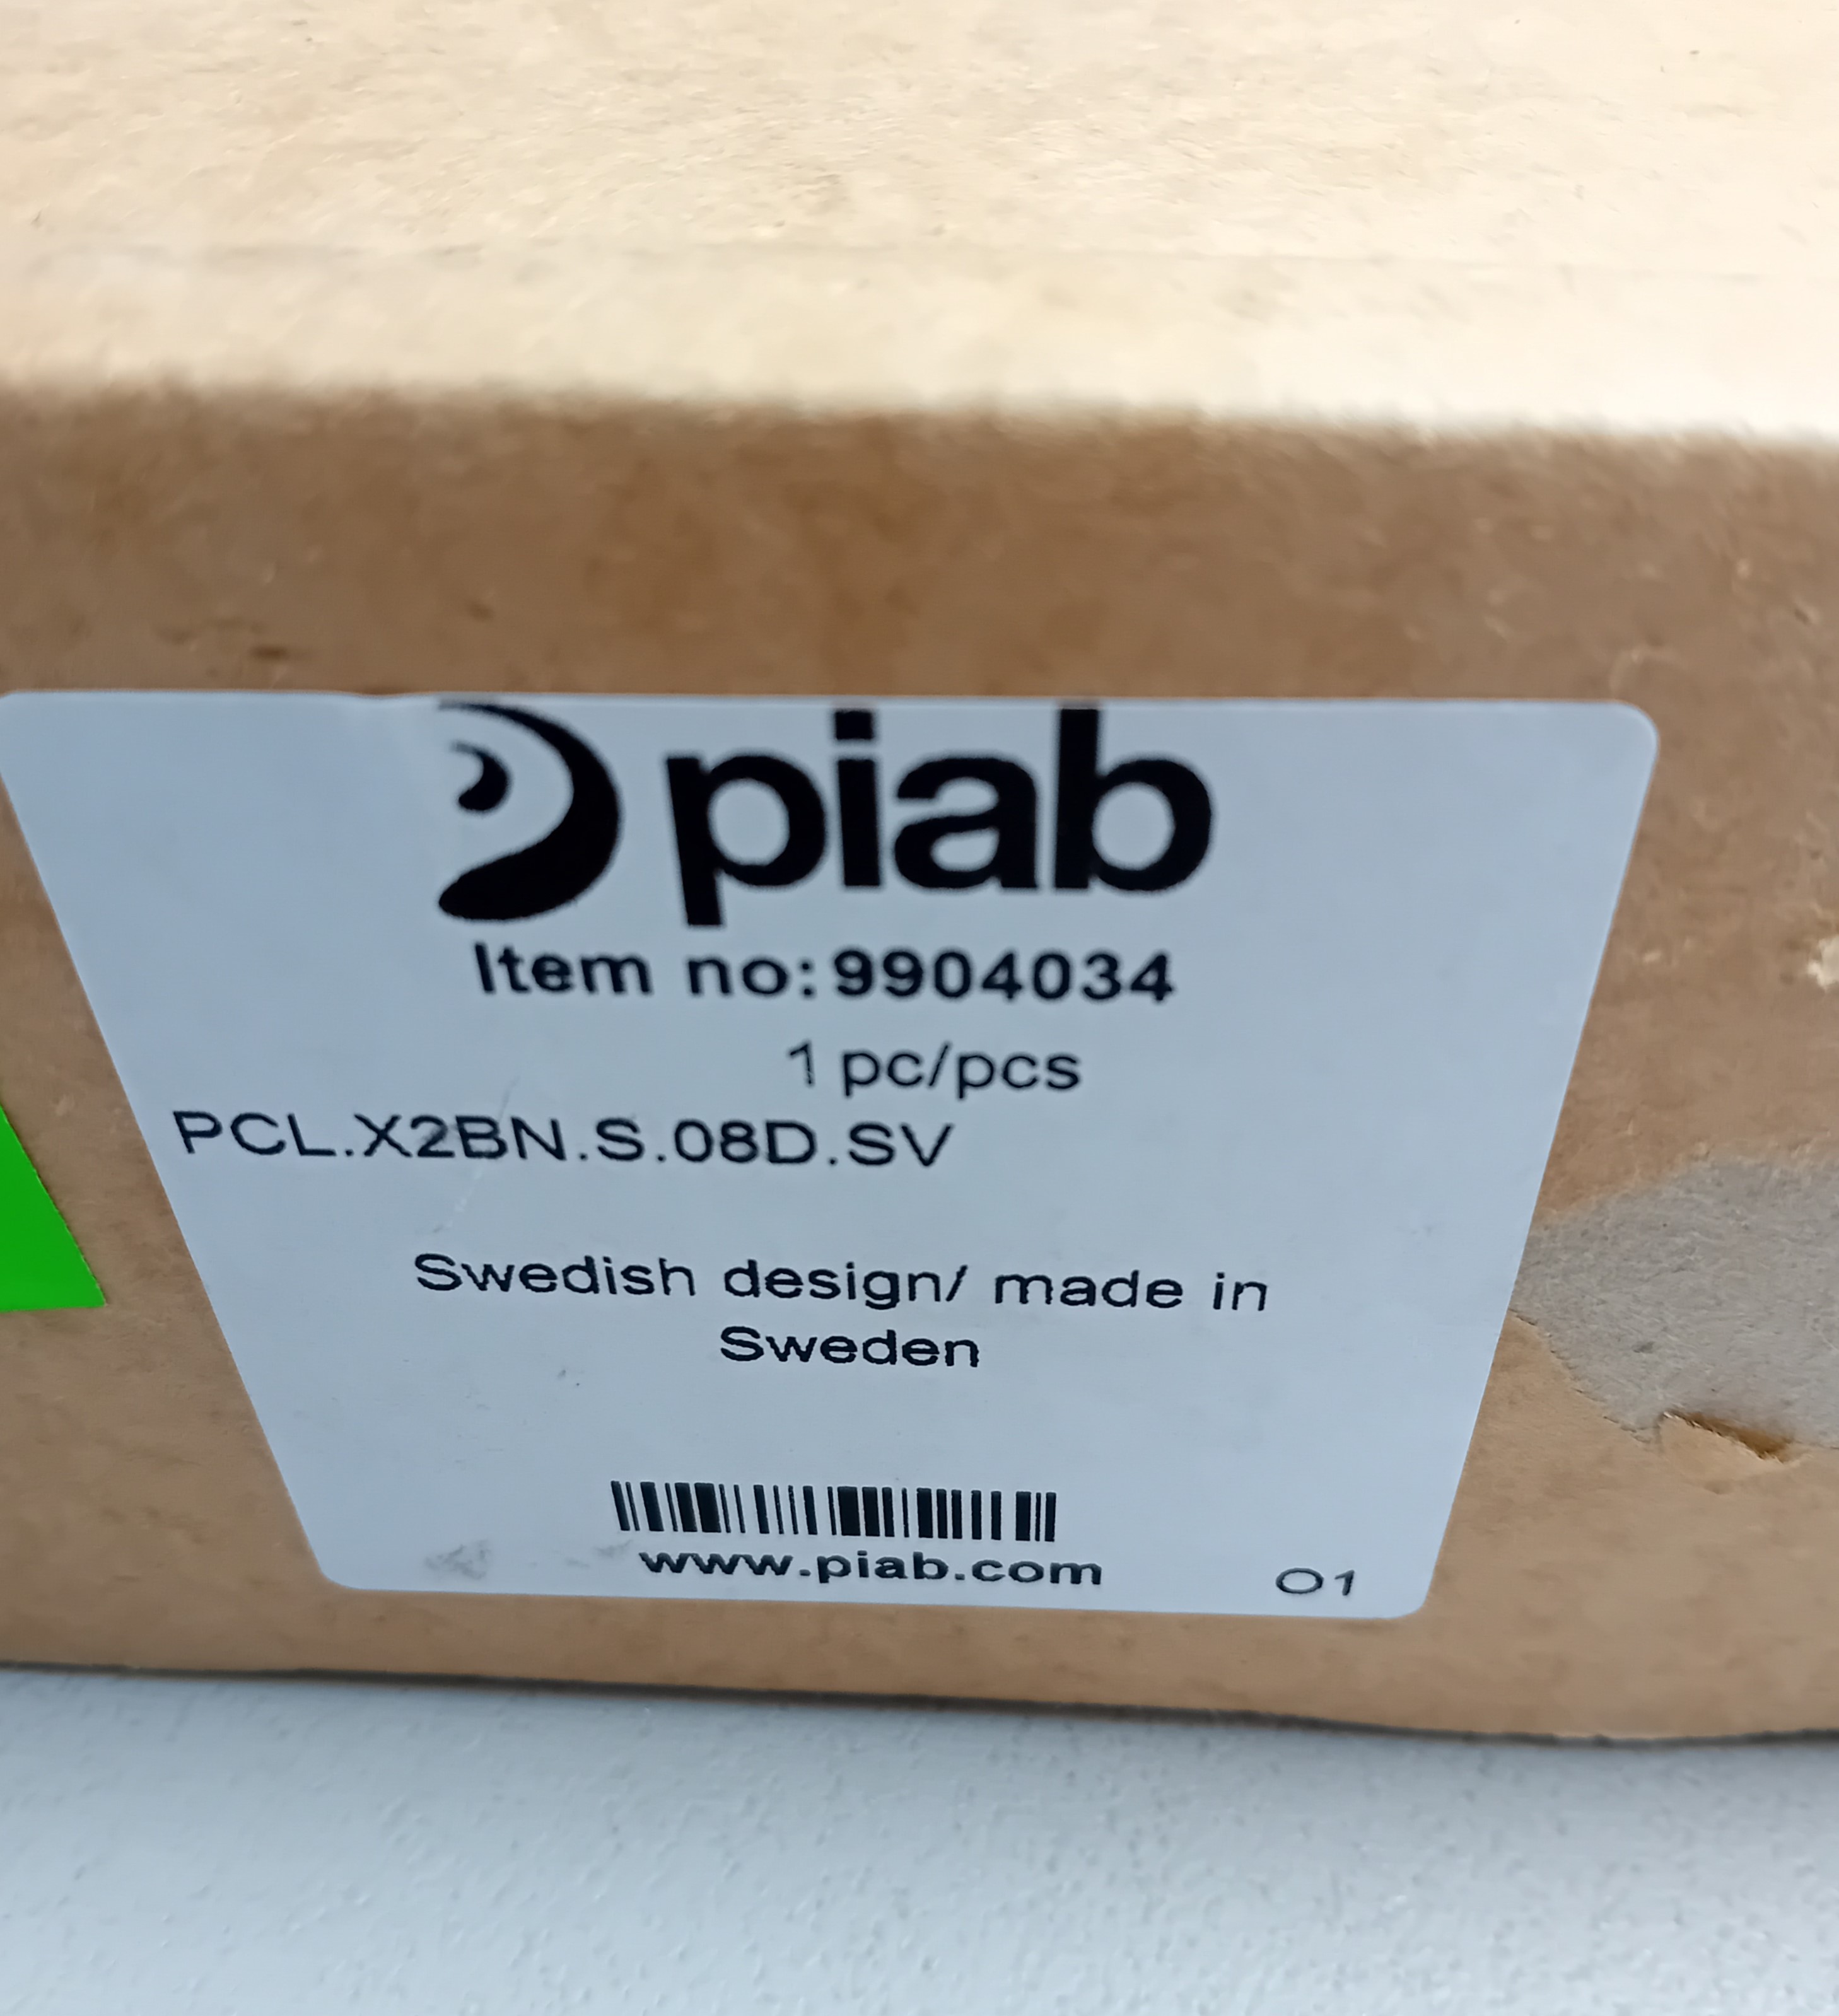 piab
Item no:9904034
1 pc/pcs
PCL.X2BN.S.08D.SV
Swedish design/ made in
Sweden
www.piab.com
01